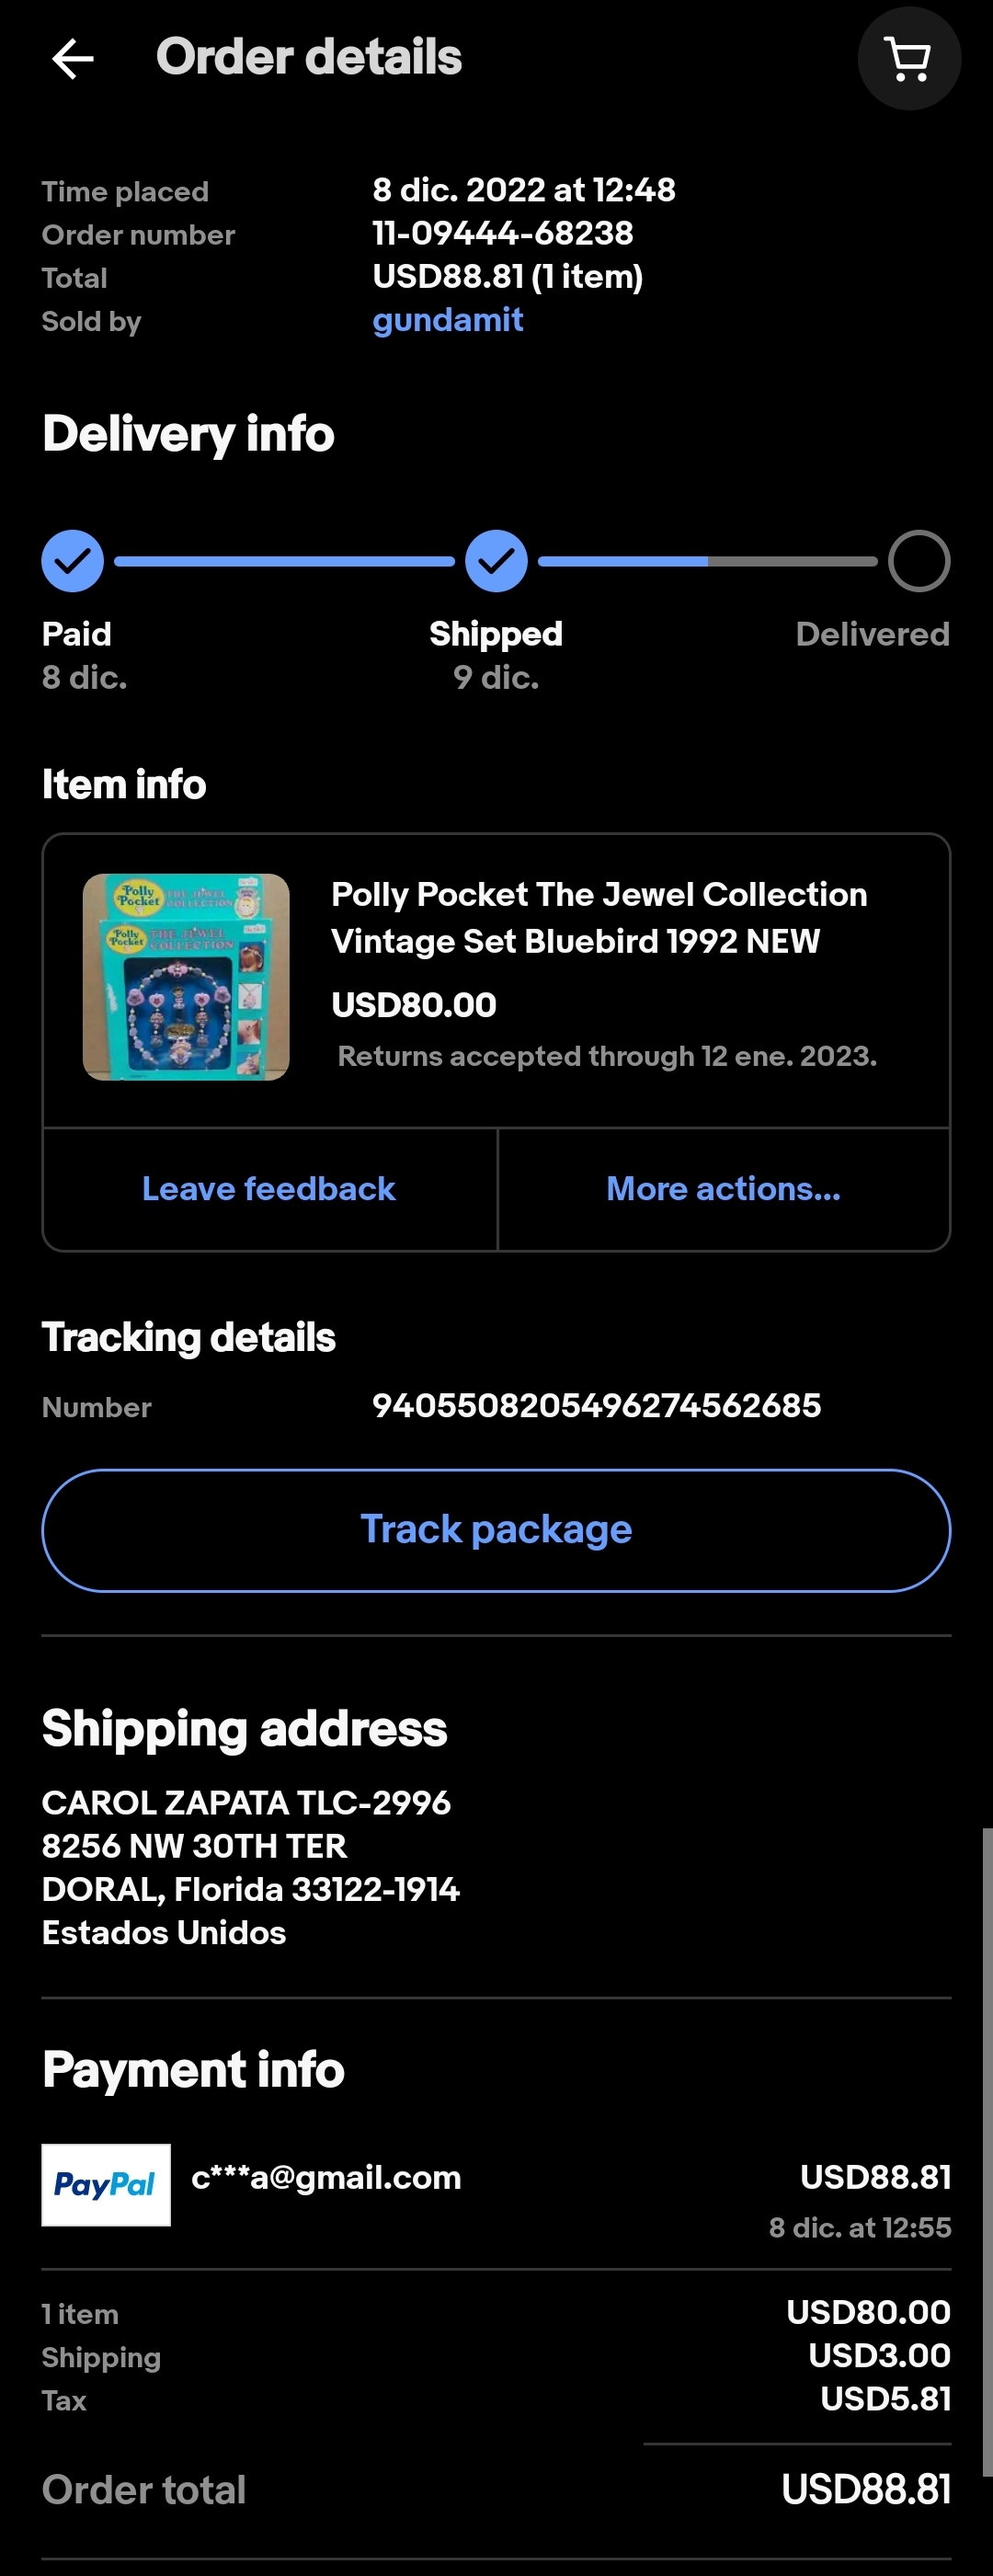 Order details
Time placed 8 dic. 2022 at 12:48
Order number 11-09444-68238
Total USD88.81 (1 item)
Sold by gundamit
Delivery info
Paid Shipped Delivered
8 dic. 9 dic.
Item info
Polly Pocket THE JEWEL COLLECTION
Polly Pocket THE JEWEL COLLECTION
Polly Pocket The Jewel Collection
Vintage Set Bluebird 1992 NEW
USD80.00
Returns accepted through 12 ene. 2023.
Leave feedback More actions...
Tracking details
Number 9405508205496274562685
Track package
Shipping address
CAROL ZAPATA TLC-2996
8256 NW 30TH TER
DORAL, Florida 33122-1914
Estados Unidos
Payment info
PayPal c***a@gmail.com USD88.81
8 dic. at 12:55
1 item USD80.00
Shipping USD3.00
Tax USD5.81
Order total USD88.81